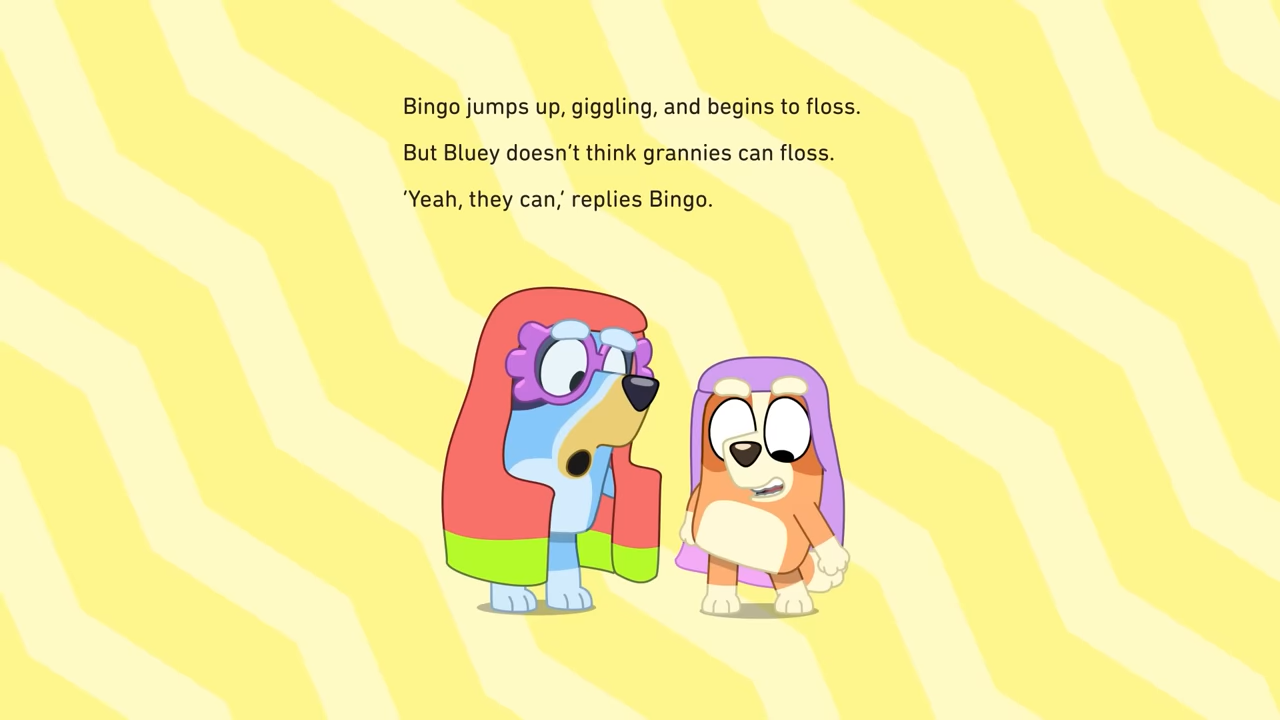 Bingo jumps up, giggling, and begins to floss.
But Bluey doesn’t think grannies can floss.
‘Yeah, they can,’ replies Bingo.